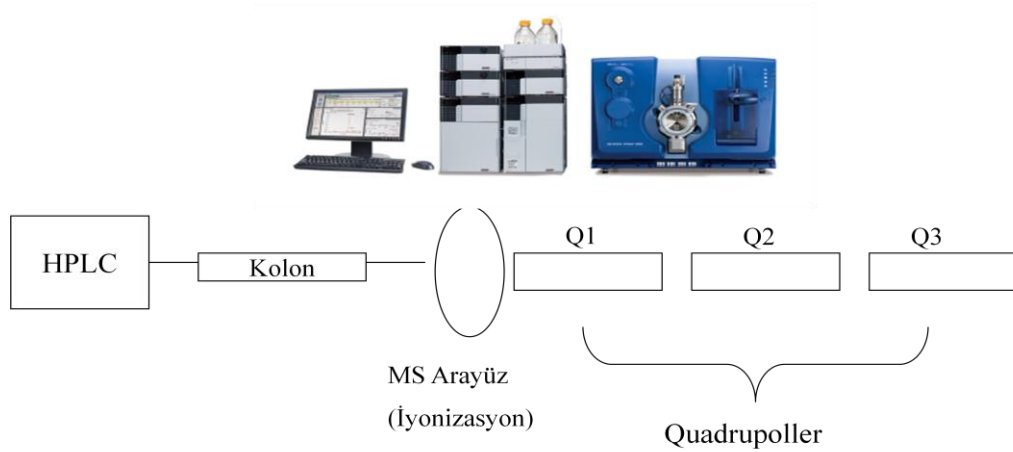 HPLC
Kolon
Q1
Q2
Q3
MS Arayüz
(İyonizasyon)
Quadrupoller